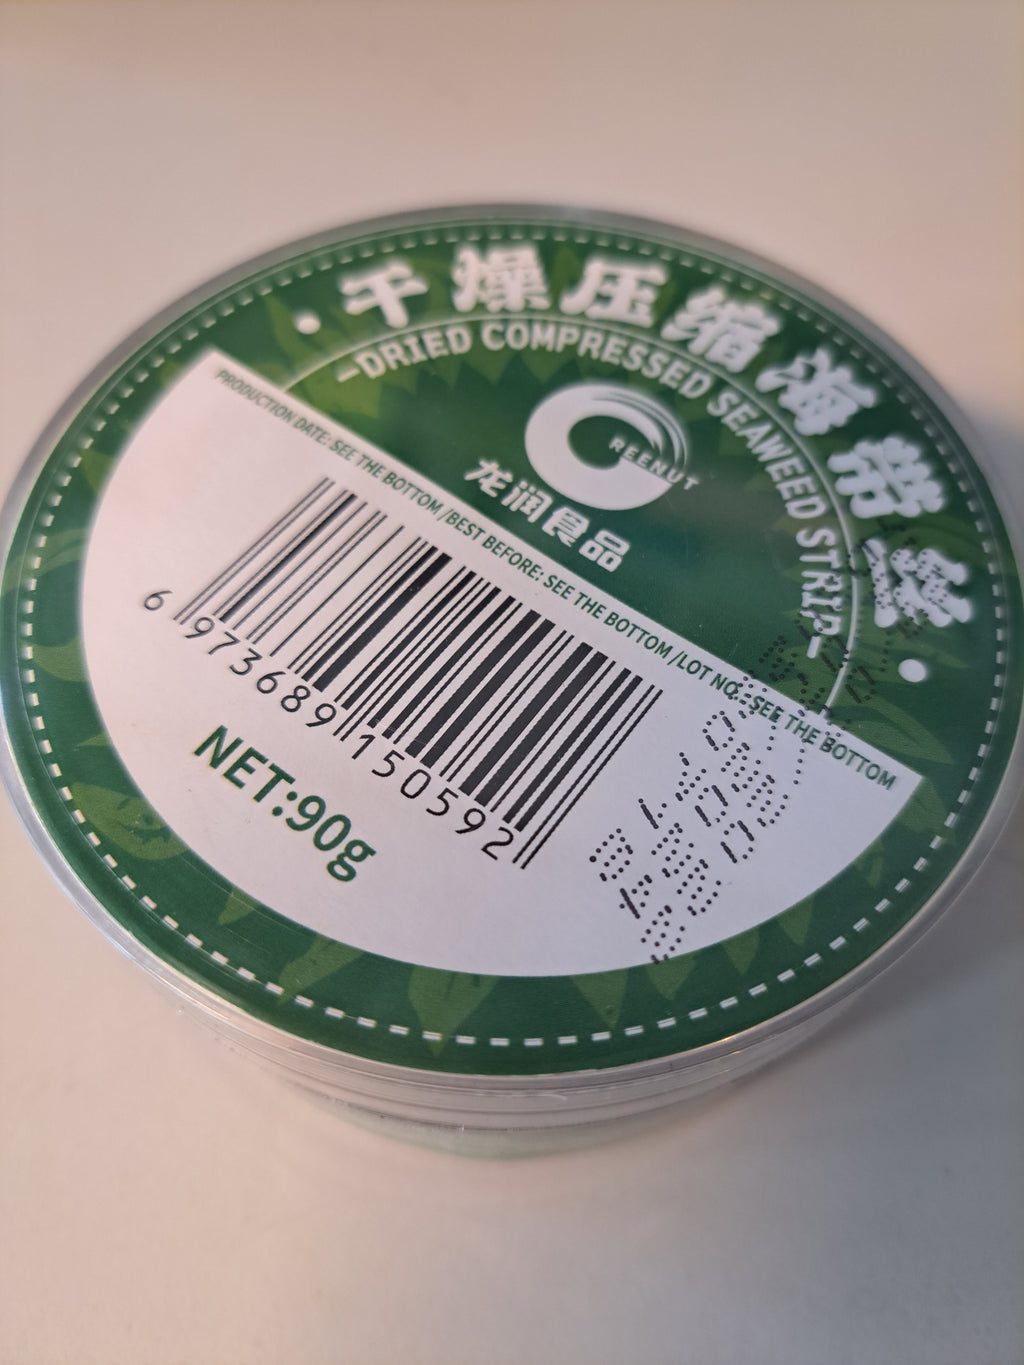 干燥压缩海带丝
-DRIED COMPRESSED SEAWEED STRIP-
GREENUT
龙润食品
PRODUCTION DATE: SEE THE BOTTOM /BEST BEFORE: SEE THE BOTTOM /LOT NO.: SEE THE BOTTOM
6 973689 150592
NET:90g